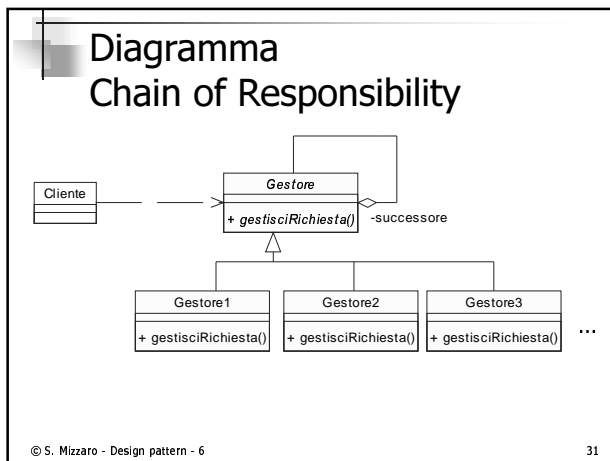 Diagramma
Chain of Responsibility
Cliente
Gestore
+ gestisciRichiesta()
-successore
Gestore1
+ gestisciRichiesta()
Gestore2
+ gestisciRichiesta()
Gestore3
+ gestisciRichiesta()
...
© S. Mizzaro - Design pattern - 6
31